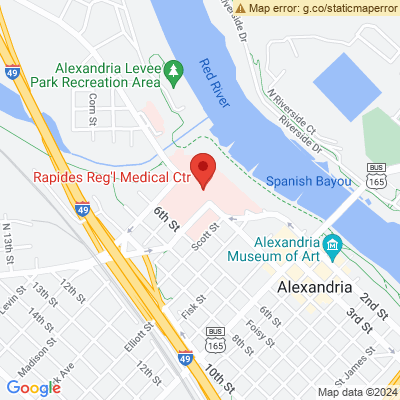 Map error: g.co/staticmaperror
49
Alexandria Levee
Park Recreation Area
Corn St
Red River
Riverside Dr
N Riverside Ct
Riverside Dr
Rapides Reg'l Medical Ctr
BUS
165
Spanish Bayou
49
6th St
N 13th St
Scott St
Alexandria
Museum of Art
Alexandria
Levin St
13th St
14th St
12th St
Madison St
Park Ave
Elliott St
12th St
Fisk St
6th St
Foisy St
8th St
BUS
165
49
10th St
2nd St
3rd St
St James St
Google
Map data ©2024